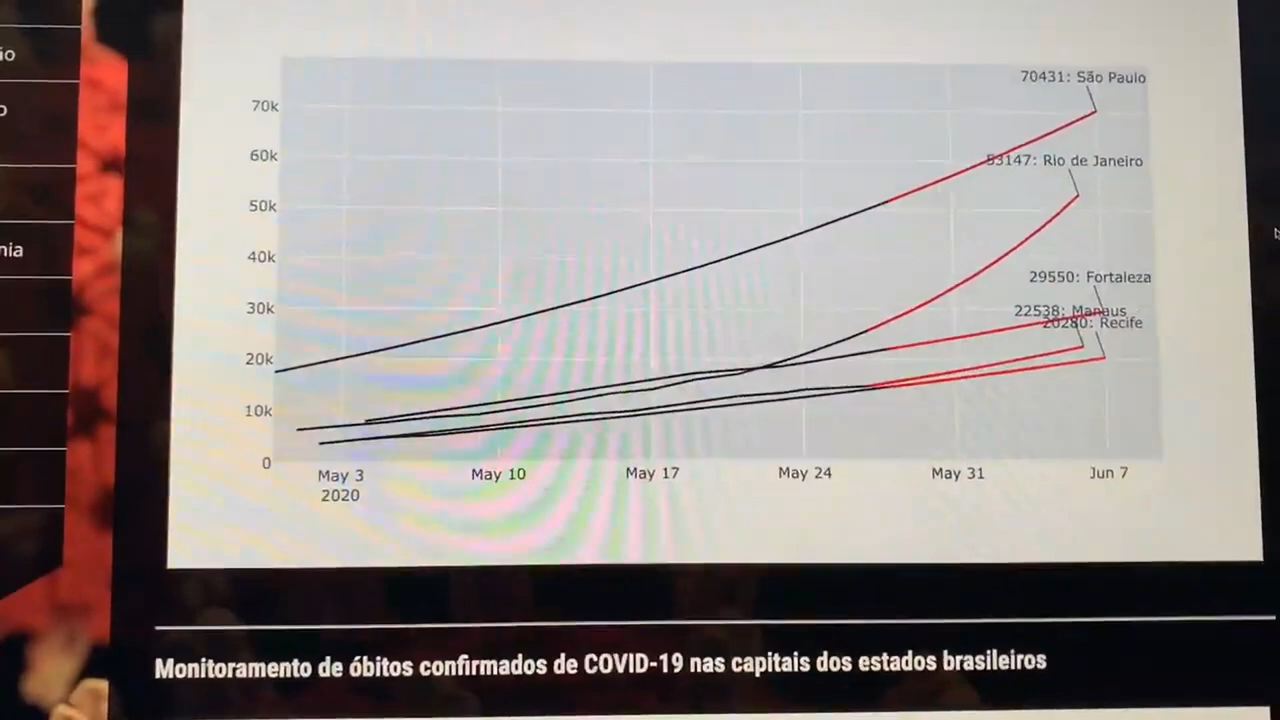 ão
o
nia
70k
60k
50k
40k
30k
20k
10k
0
70431: São Paulo
53147: Rio de Janeiro
29550: Fortaleza
22538: Manaus
20280: Recife
May 3
2020
May 10
May 17
May 24
May 31
Jun 7
Monitoramento de óbitos confirmados de COVID-19 nas capitais dos estados brasileiros